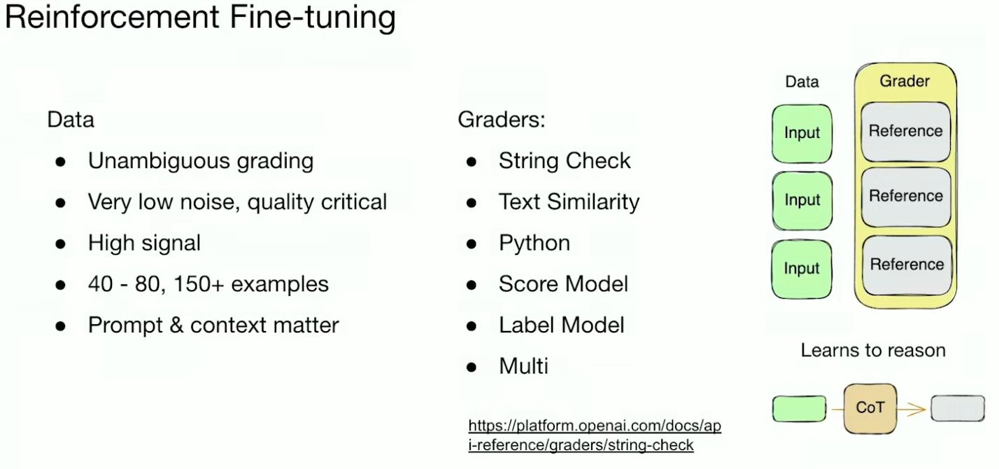 Reinforcement Fine-tuning
Data
● Unambiguous grading
● Very low noise, quality critical
● High signal
● 40 - 80, 150+ examples
● Prompt & context matter
Graders:
● String Check
● Text Similarity
● Python
● Score Model
● Label Model
● Multi
https://platform.openai.com/docs/ap
i-reference/graders/string-check
Data Grader
Input Reference
Input Reference
Input Reference
Learns to reason
CoT